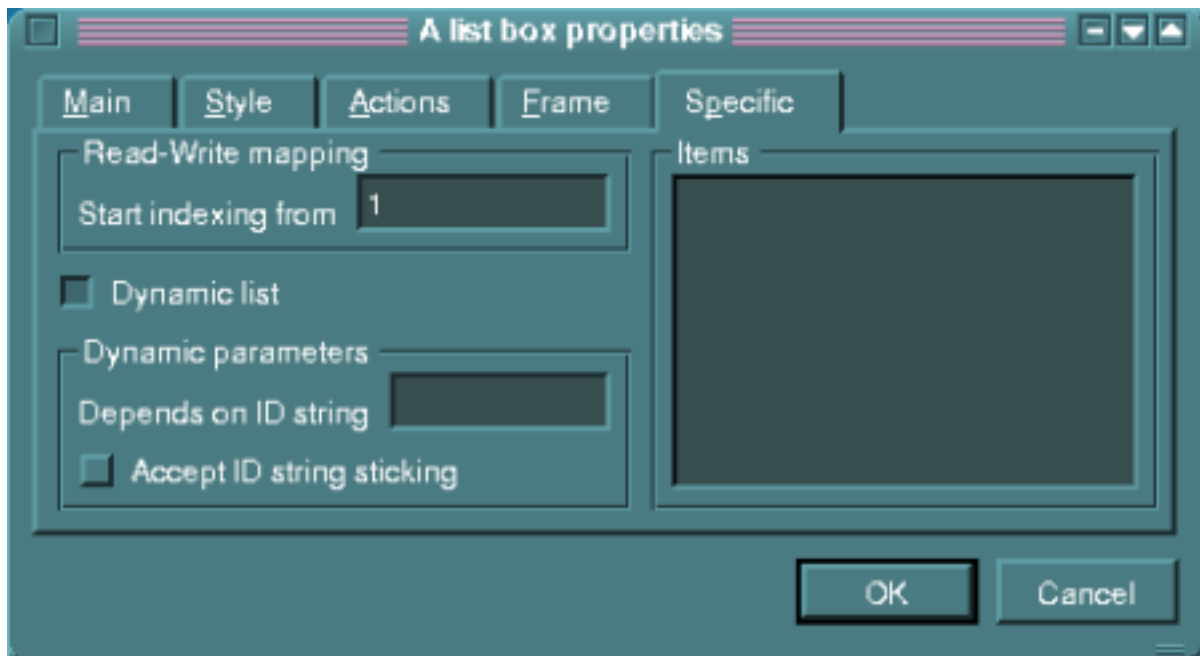 A list box properties
Main Style Actions Frame Specific
Read-Write mapping
Start indexing from 1
Dynamic list
Dynamic parameters
Depends on ID string
Accept ID string sticking
Items
OK Cancel